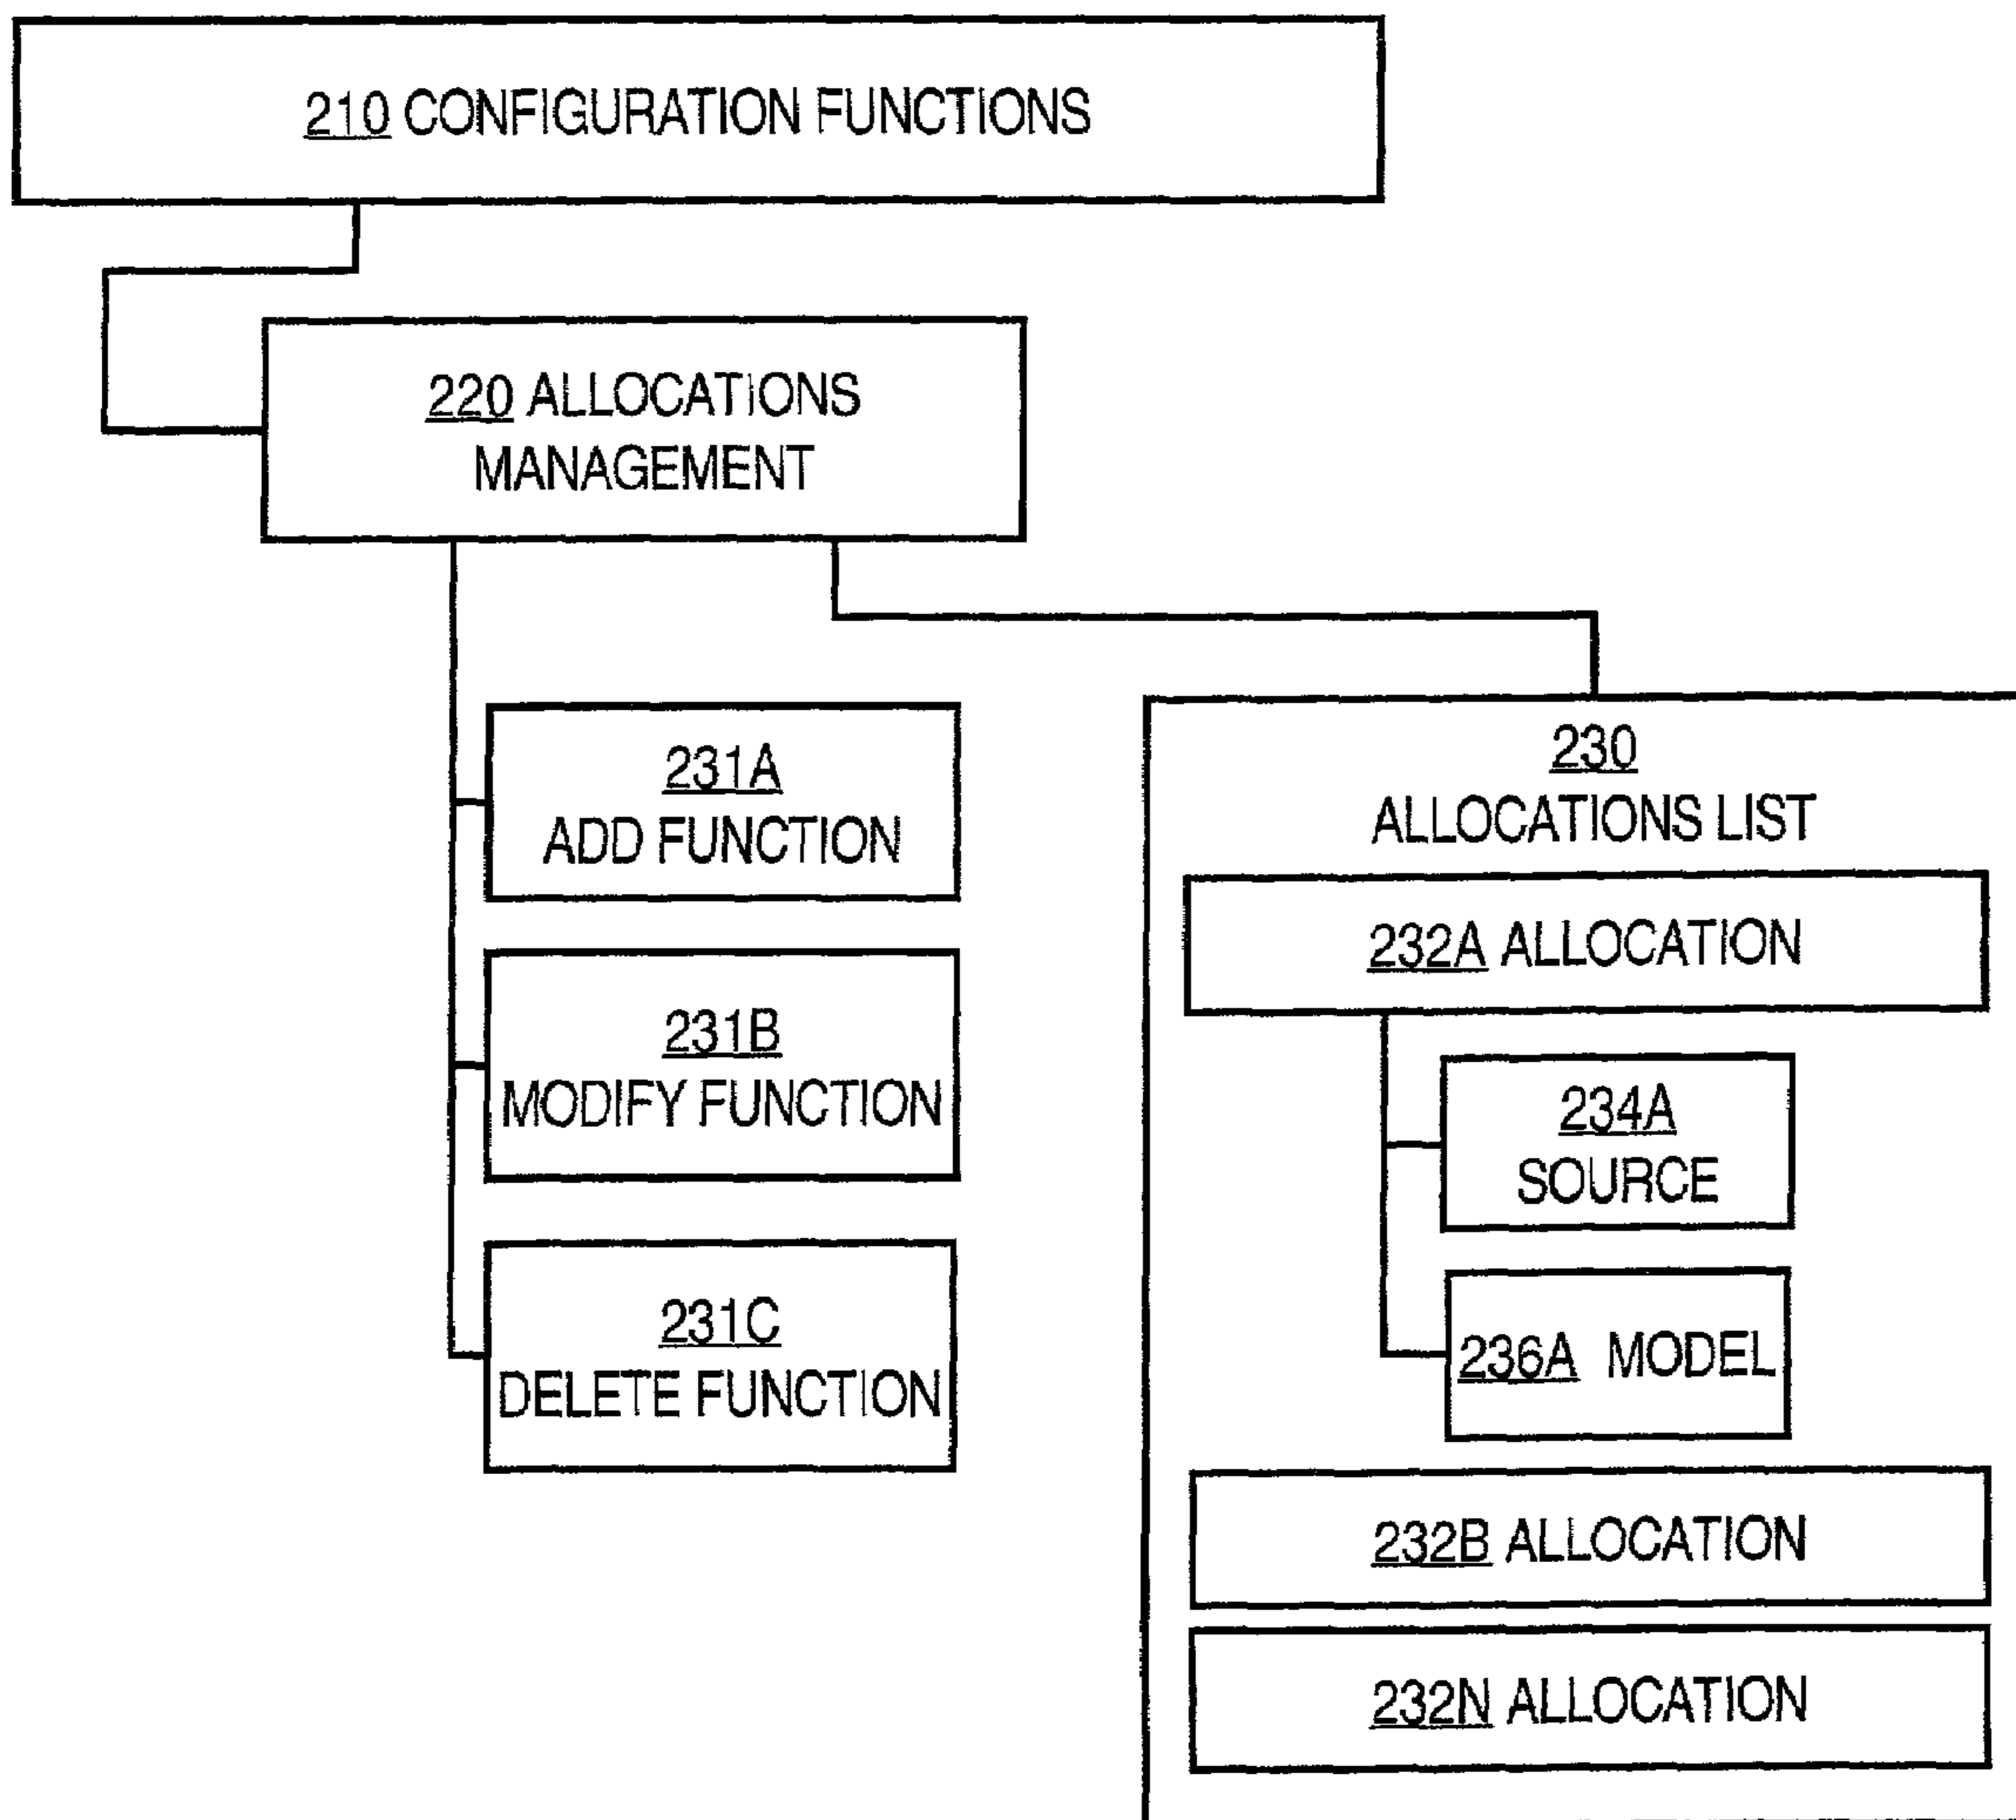 210 CONFIGURATION FUNCTIONS
220 ALLOCATIONS
MANAGEMENT
231A
ADD FUNCTION
231B
MODIFY FUNCTION
231C
DELETE FUNCTION
230
ALLOCATIONS LIST
232A ALLOCATION
234A
SOURCE
236A MODEL
232B ALLOCATION
232N ALLOCATION